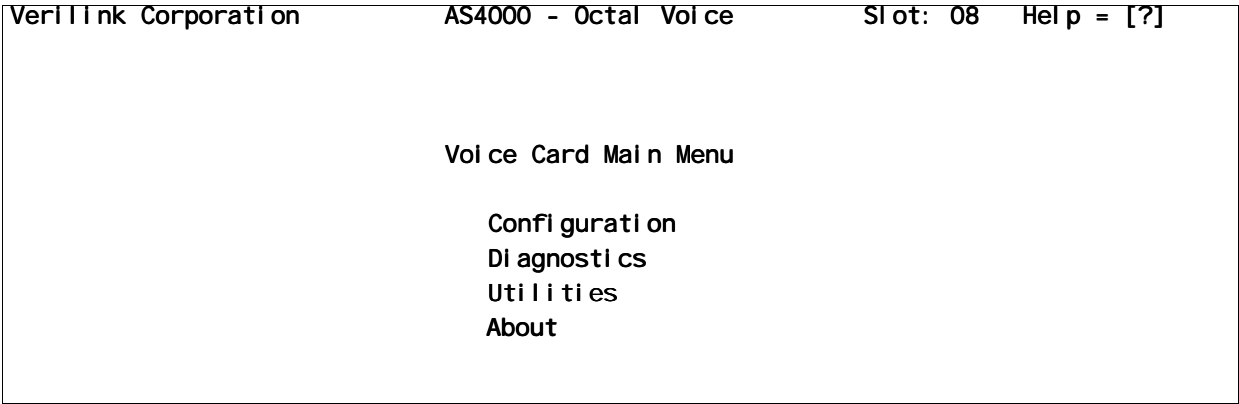 Verilink Corporation AS4000 - Octal Voice Slot: 08 Help = [?]
Voice Card Main Menu
Configuration
Diagnostics
Utilities
About